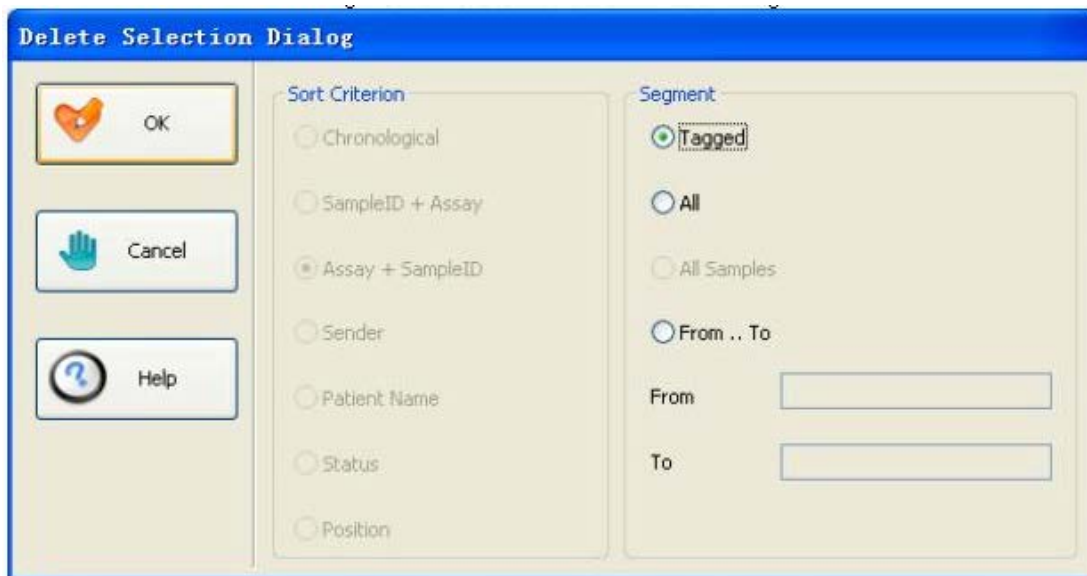 Delete Selection Dialog
OK
Cancel
Help
Sort Criterion
Chronological
SampleID + Assay
Assay + SampleID
Sender
Patient Name
Status
Position
Segment
Tagged
All
All Samples
From .. To
From
To